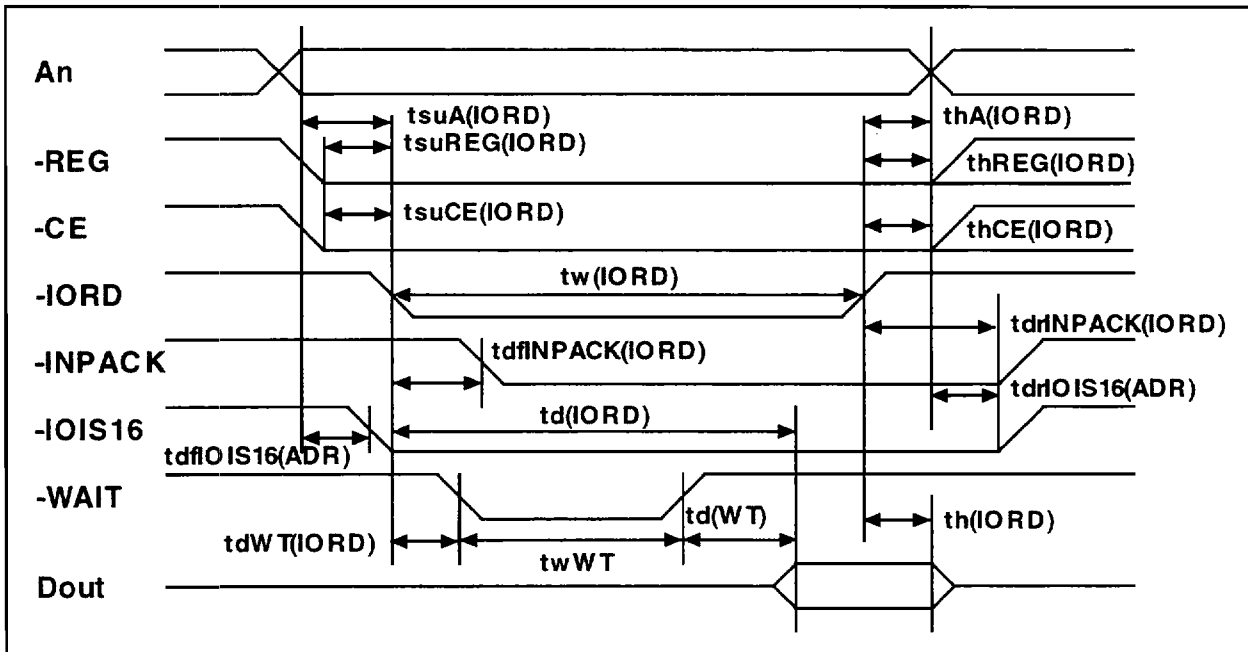 An
tsuA(IORD)
thA(IORD)
tsuREG(IORD)
-REG
thREG(IORD)
tsuCE(IORD)
-CE
thCE(IORD)
-IORD
tw(IORD)
tdrINPACK(IORD)
-INPACK
tdfINPACK(IORD)
tdrIOIS16(ADR)
-IOIS16
td(IORD)
tdfIOIS16(ADR)
-WAIT
td(WT)
th(IORD)
tdWT(IORD)
twWT
Dout